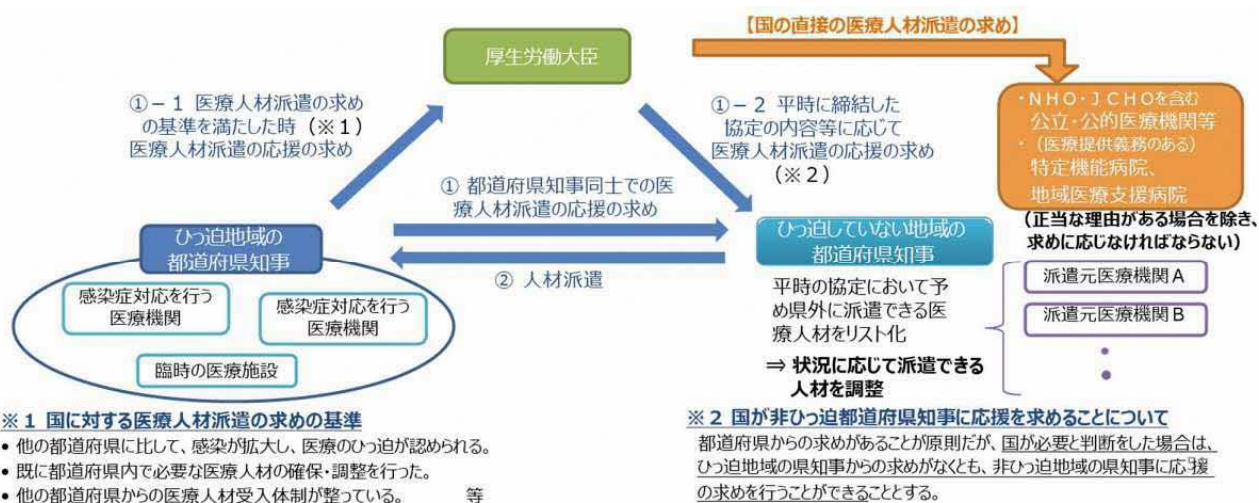 【国の直接の医療人材派遣の求め】
厚生労働大臣
①－１ 医療人材派遣の求め
の基準を満たした時（※１）
医療人材派遣の応援の求め
①－２ 平時に締結した
協定の内容等に応じて
医療人材派遣の応援の求め
（※２）
・ＮＨＯ・ＪＣＨＯを含む
公立・公的医療機関等
・（医療提供義務のある）
特定機能病院、
地域医療支援病院
（正当な理由がある場合を除き、
求めに応じなければならない）
① 都道府県知事同士での医
療人材派遣の応援の求め
② 人材派遣
ひっ迫地域の
都道府県知事
感染症対応を行う
医療機関
感染症対応を行う
医療機関
臨時の医療施設
ひっ迫していない地域の
都道府県知事
平時の協定において予
め県外に派遣できる医
療人材をリスト化
⇒ 状況に応じて派遣できる
人材を調整
派遣元医療機関Ａ
派遣元医療機関Ｂ
※１ 国に対する医療人材派遣の求めの基準
• 他の都道府県に比して、感染が拡大し、医療のひっ迫が認められる。
• 既に都道府県内で必要な医療人材の確保・調整を行った。
• 他の都道府県からの医療人材受入体制が整っている。 等
※２ 国が非ひっ迫都道府県知事に応援を求めることについて
都道府県からの求めがあることが原則だが、国が必要と判断をした場合は、
ひっ迫地域の県知事からの求めがなくとも、非ひっ迫地域の県知事に応援
の求めを行うことができることとする。